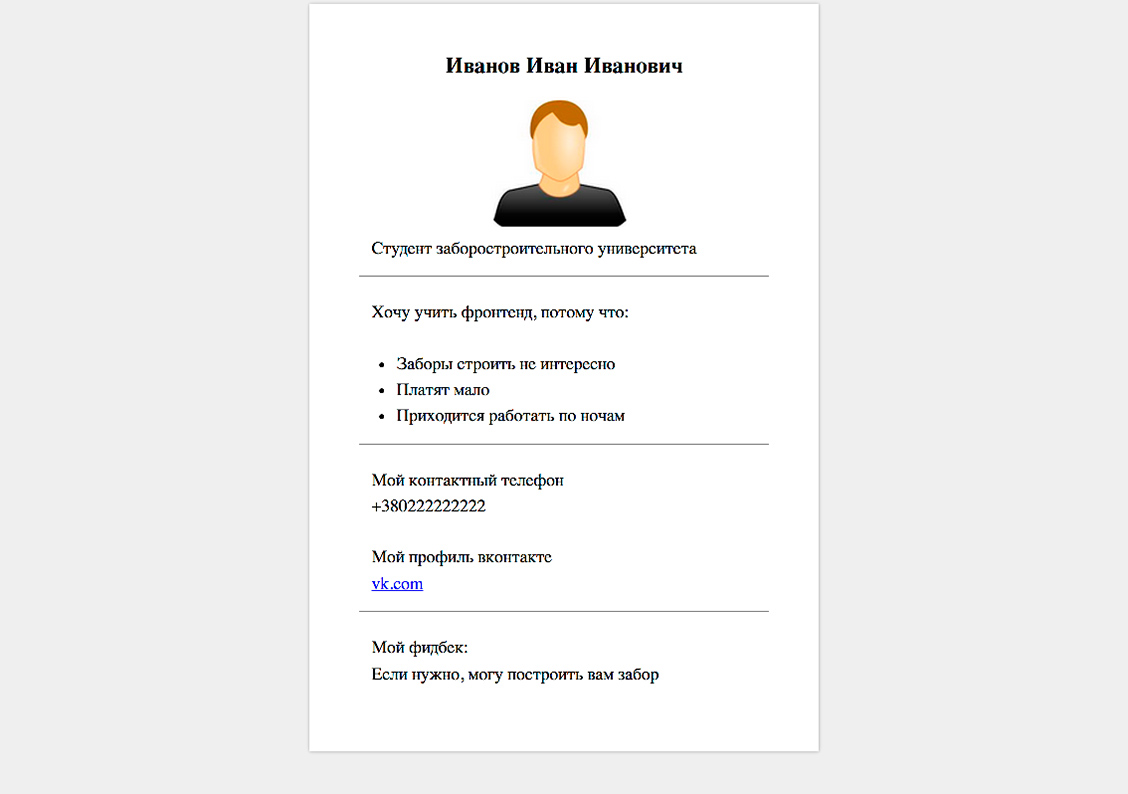 Иванов Иван Иванович
Студент заборостроительного университета
Хочу учить фронтенд, потому что:
• Заборы строить не интересно
• Платят мало
• Приходится работать по ночам
Мой контактный телефон
+380222222222
Мой профиль вконтакте
vk.com
Мой фидбек:
Если нужно, могу построить вам забор